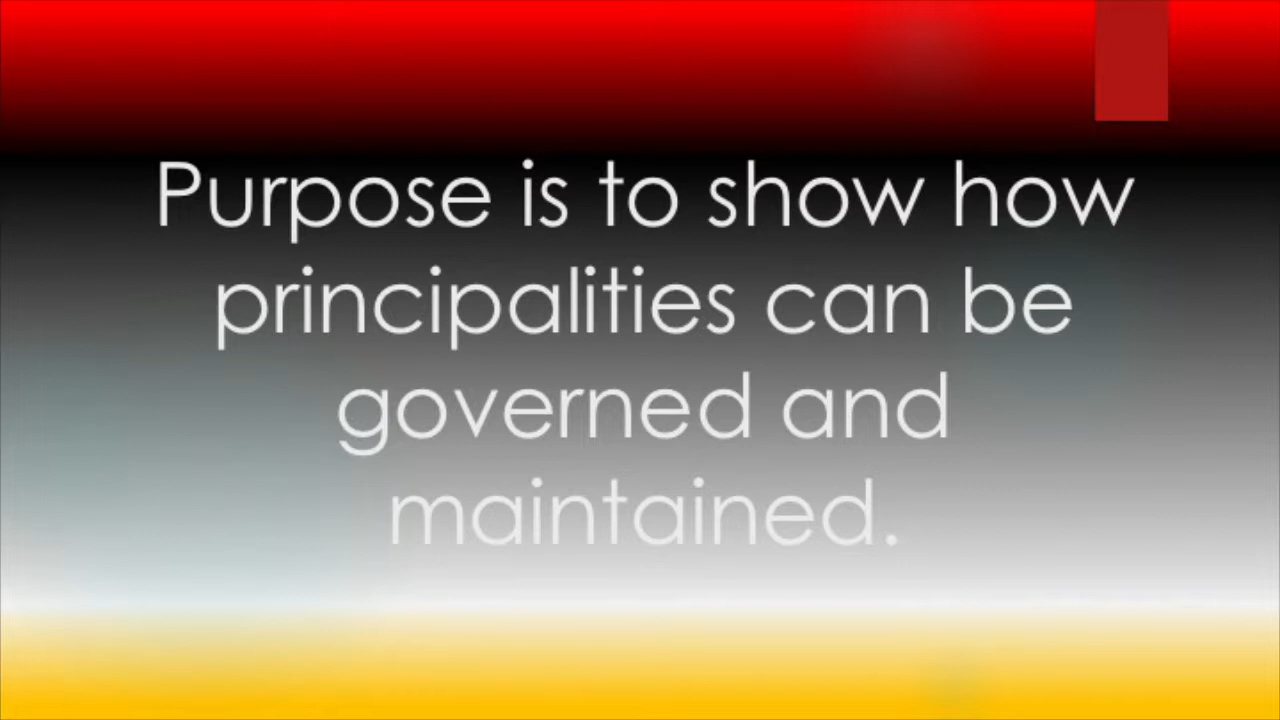 Purpose is to show how
principalities can be
governed and
maintained.